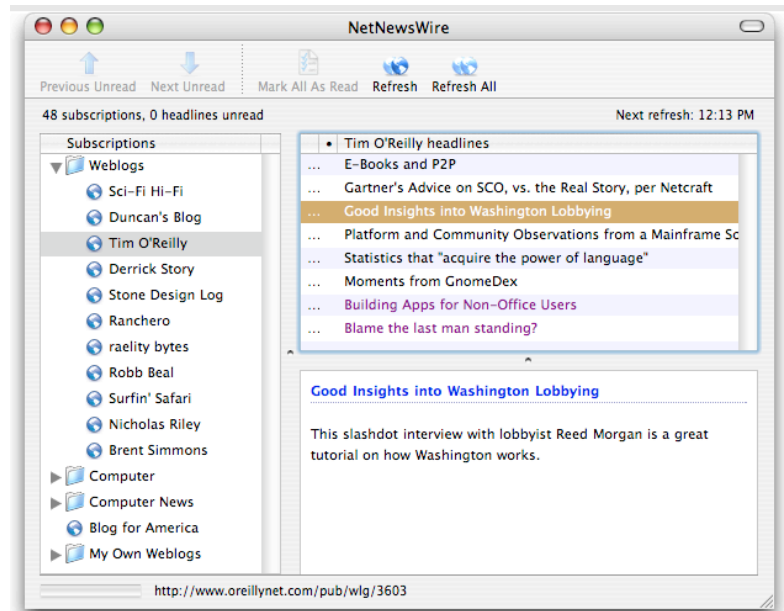 NetNewsWire
Previous Unread Next Unread Mark All As Read Refresh Refresh All
48 subscriptions, 0 headlines unread
Next refresh: 12:13 PM
Subscriptions
Weblogs
Sci-Fi Hi-Fi
Duncan's Blog
Tim O'Reilly
Derrick Story
Stone Design Log
Ranchero
raelity bytes
Robb Beal
Surfin' Safari
Nicholas Riley
Brent Simmons
Computer
Computer News
Blog for America
My Own Weblogs
• Tim O'Reilly headlines
... E-Books and P2P
... Gartner's Advice on SCO, vs. the Real Story, per Netcraft
... Good Insights into Washington Lobbying
... Platform and Community Observations from a Mainframe Sc
... Statistics that "acquire the power of language"
... Moments from GnomeDex
... Building Apps for Non-Office Users
... Blame the last man standing?
Good Insights into Washington Lobbying
This slashdot interview with lobbyist Reed Morgan is a great
tutorial on how Washington works.
http://www.oreillynet.com/pub/wlg/3603